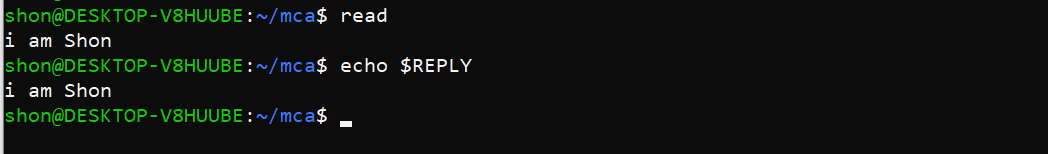 shon@DESKTOP-V8HUUBE:~/mca$ read
i am Shon
shon@DESKTOP-V8HUUBE:~/mca$ echo $REPLY
i am Shon
shon@DESKTOP-V8HUUBE:~/mca$